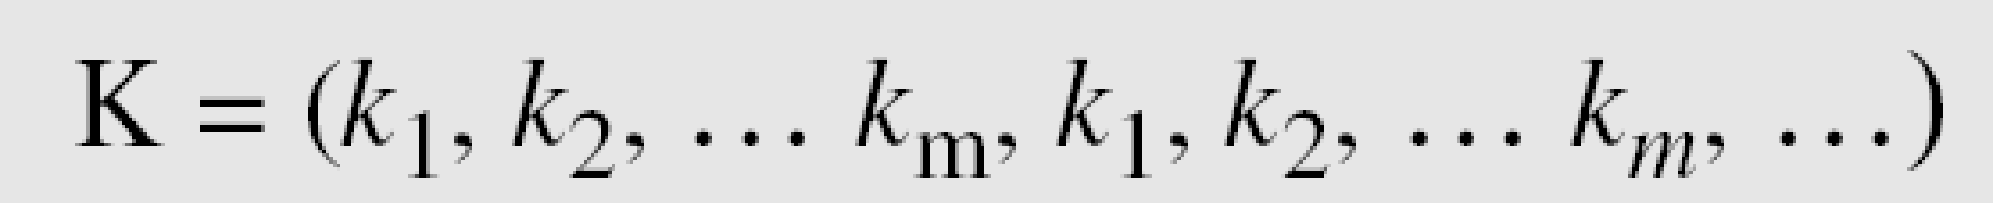 K = (k₁, k₂, … kₘ, k₁, k₂, … kₘ, …)